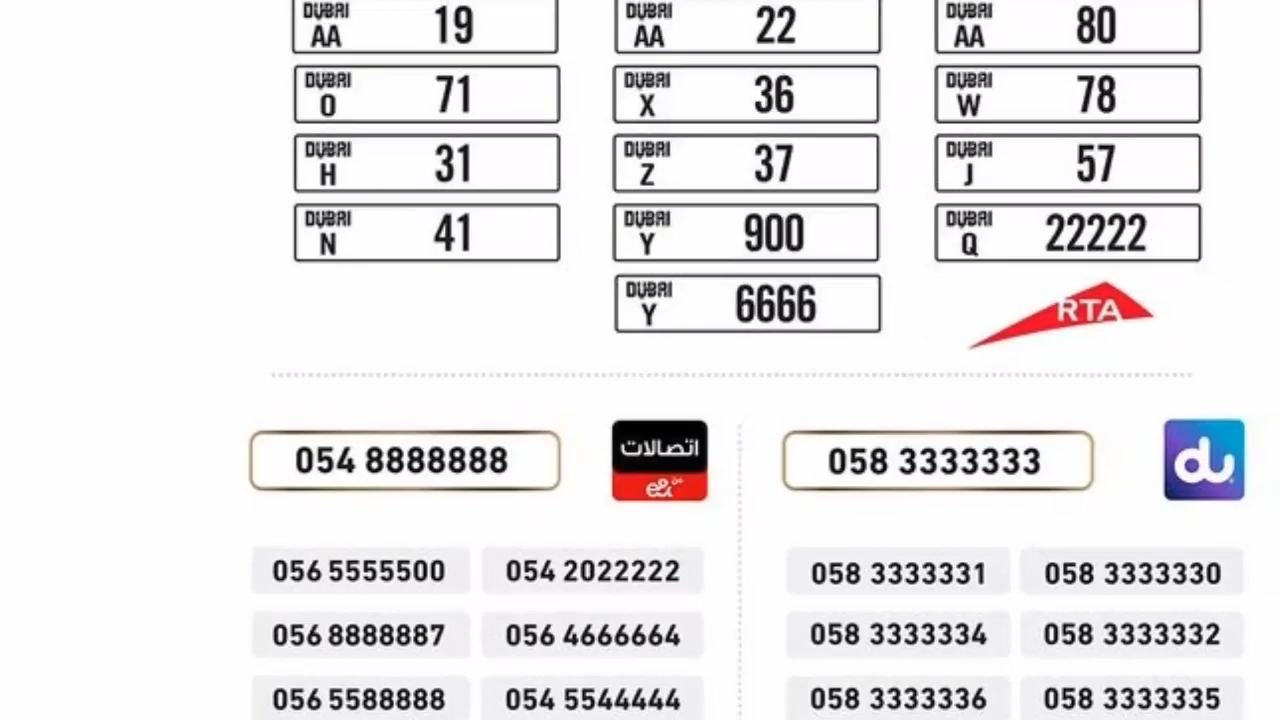 DUBAI AA 19 DUBAI AA 22 DUBAI AA 80
DUBAI O 71 DUBAI X 36 DUBAI W 78
DUBAI H 31 DUBAI Z 37 DUBAI J 57
DUBAI N 41 DUBAI Y 900 DUBAI Q 22222
DUBAI Y 6666
RTA
054 8888888
اتصالات
من e&
058 3333333
du
056 5555500 054 2022222
056 8888887 056 4666664
056 5588888 054 5544444
058 3333331 058 3333330
058 3333334 058 3333332
058 3333336 058 3333335